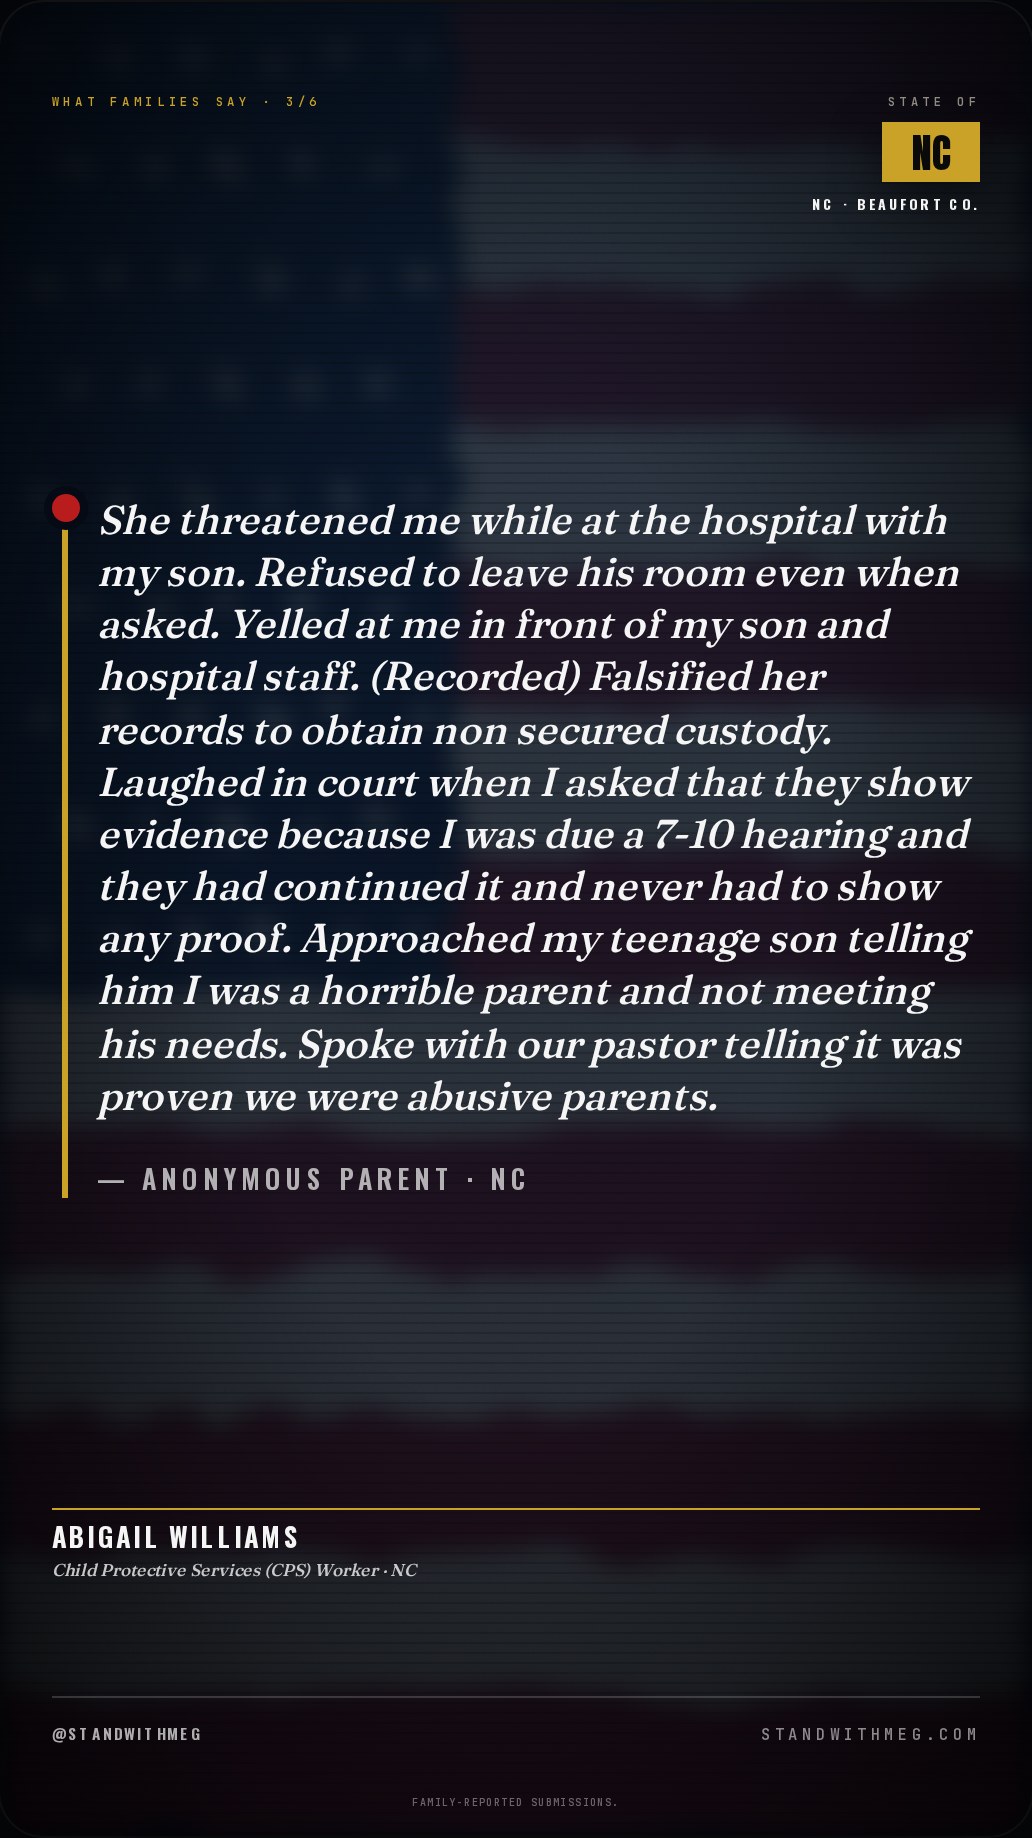 WHAT FAMILIES SAY · 3/6
STATE OF
NC
NC · BEAUFORT CO.
She threatened me while at the hospital with
my son. Refused to leave his room even when
asked. Yelled at me in front of my son and
hospital staff. (Recorded) Falsified her
records to obtain non secured custody.
Laughed in court when I asked that they show
evidence because I was due a 7-10 hearing and
they had continued it and never had to show
any proof. Approached my teenage son telling
him I was a horrible parent and not meeting
his needs. Spoke with our pastor telling it was
proven we were abusive parents.
— ANONYMOUS PARENT · NC
ABIGAIL WILLIAMS
Child Protective Services (CPS) Worker · NC
@STANDWITHMEG
STANDWITHMEG.COM
FAMILY-REPORTED SUBMISSIONS.